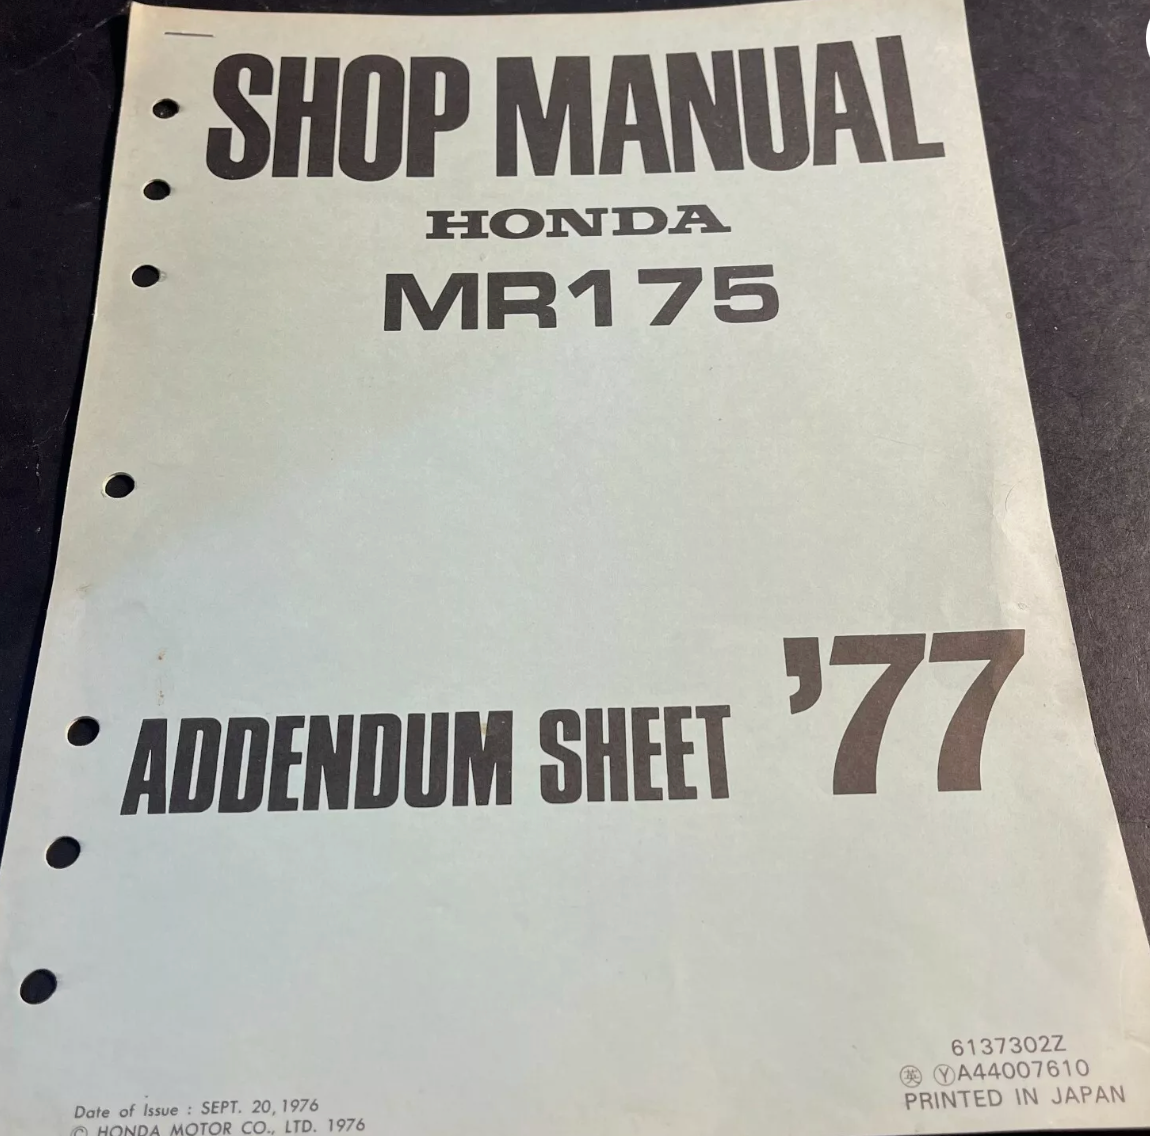 SHOP MANUAL
HONDA
MR175
ADDENDUM SHEET '77
6137302Z
英 Y A44007610
PRINTED IN JAPAN
Date of Issue : SEPT. 20, 1976
© HONDA MOTOR CO., LTD. 1976